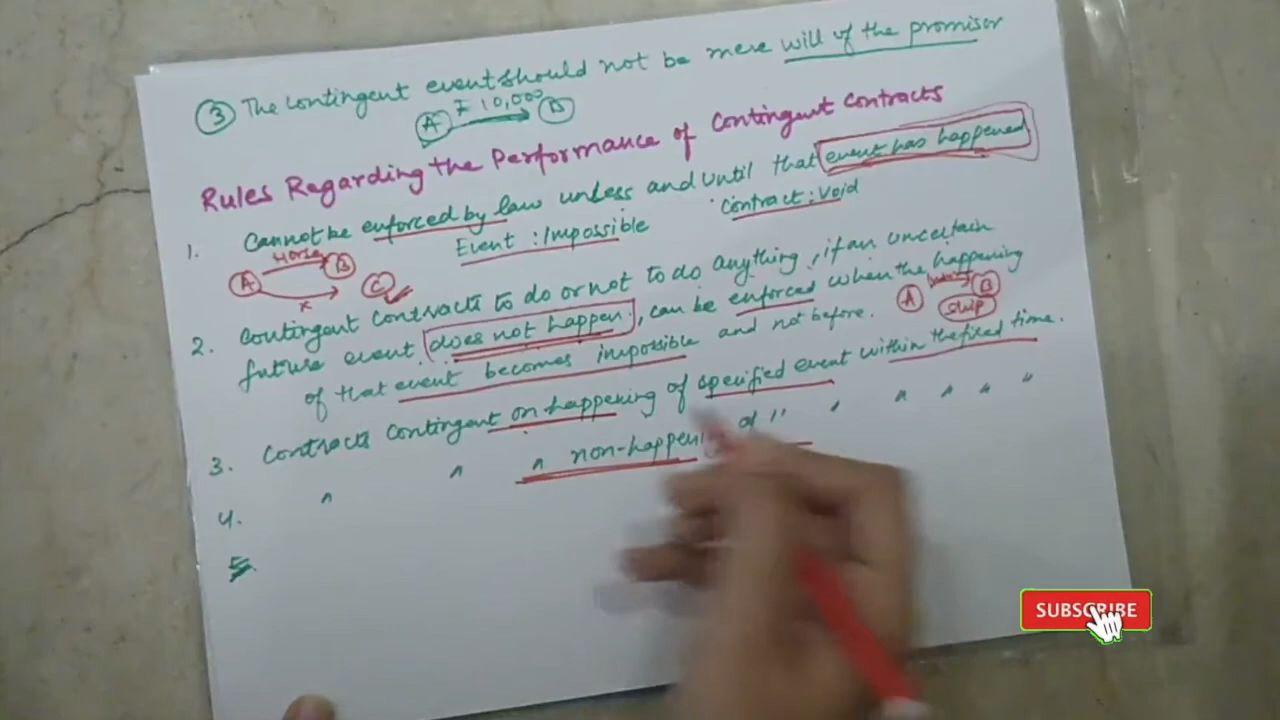 ③ The contingent event should not be mere will of the promisor
A ₹ 10,000 B
Rules Regarding the Performance of Contingent Contracts
1. Cannot be enforced by law unless and until that event has happened
Event : Impossible Contract : Void
A Horse B
x C
2. Contingent Contracts to do or not to do anything, if an uncertain
future event does not happen, can be enforced when the happening
of that event becomes impossible and not before.
A B
ship
3. Contracts Contingent on happening of specified event within the fixed time.
4. " " " non-happening of " " " " "
5.
SUBSCRIBE